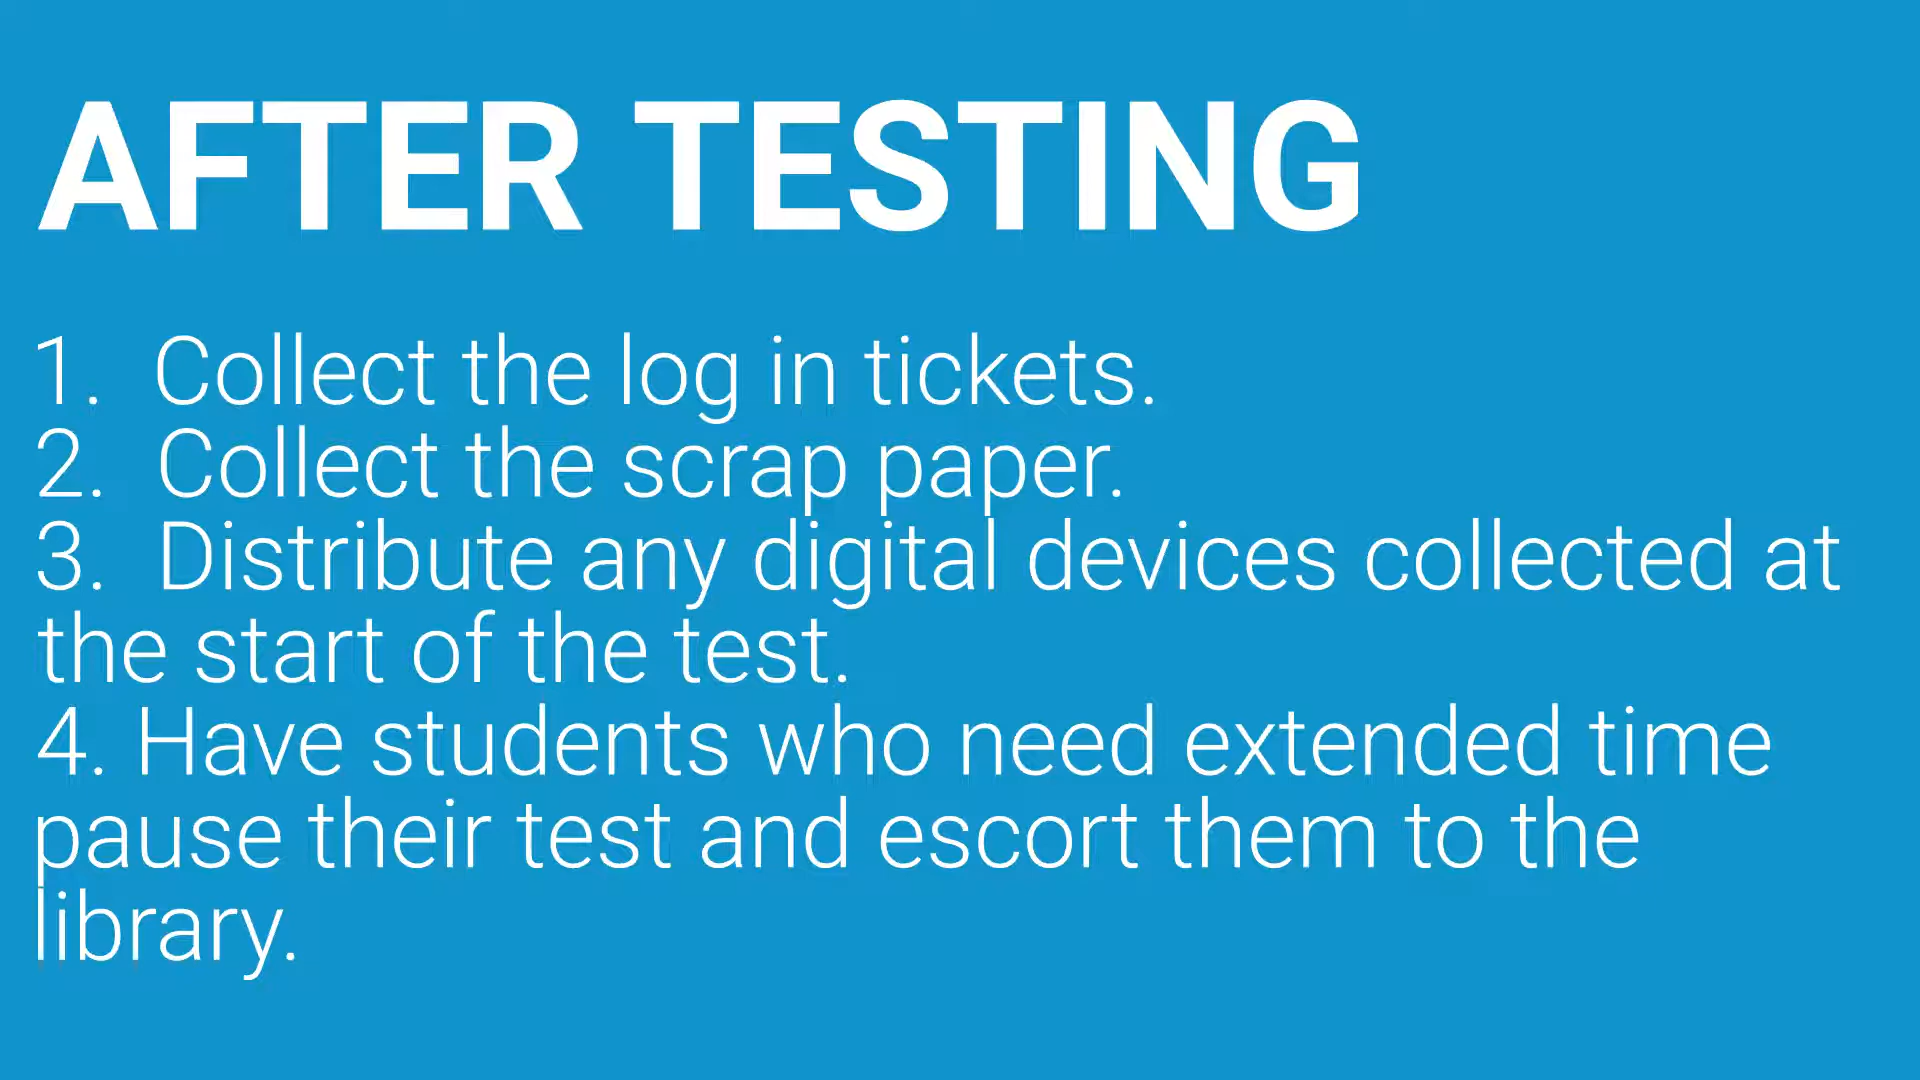 AFTER TESTING
1. Collect the log in tickets.
2. Collect the scrap paper.
3. Distribute any digital devices collected at
the start of the test.
4. Have students who need extended time
pause their test and escort them to the
library.